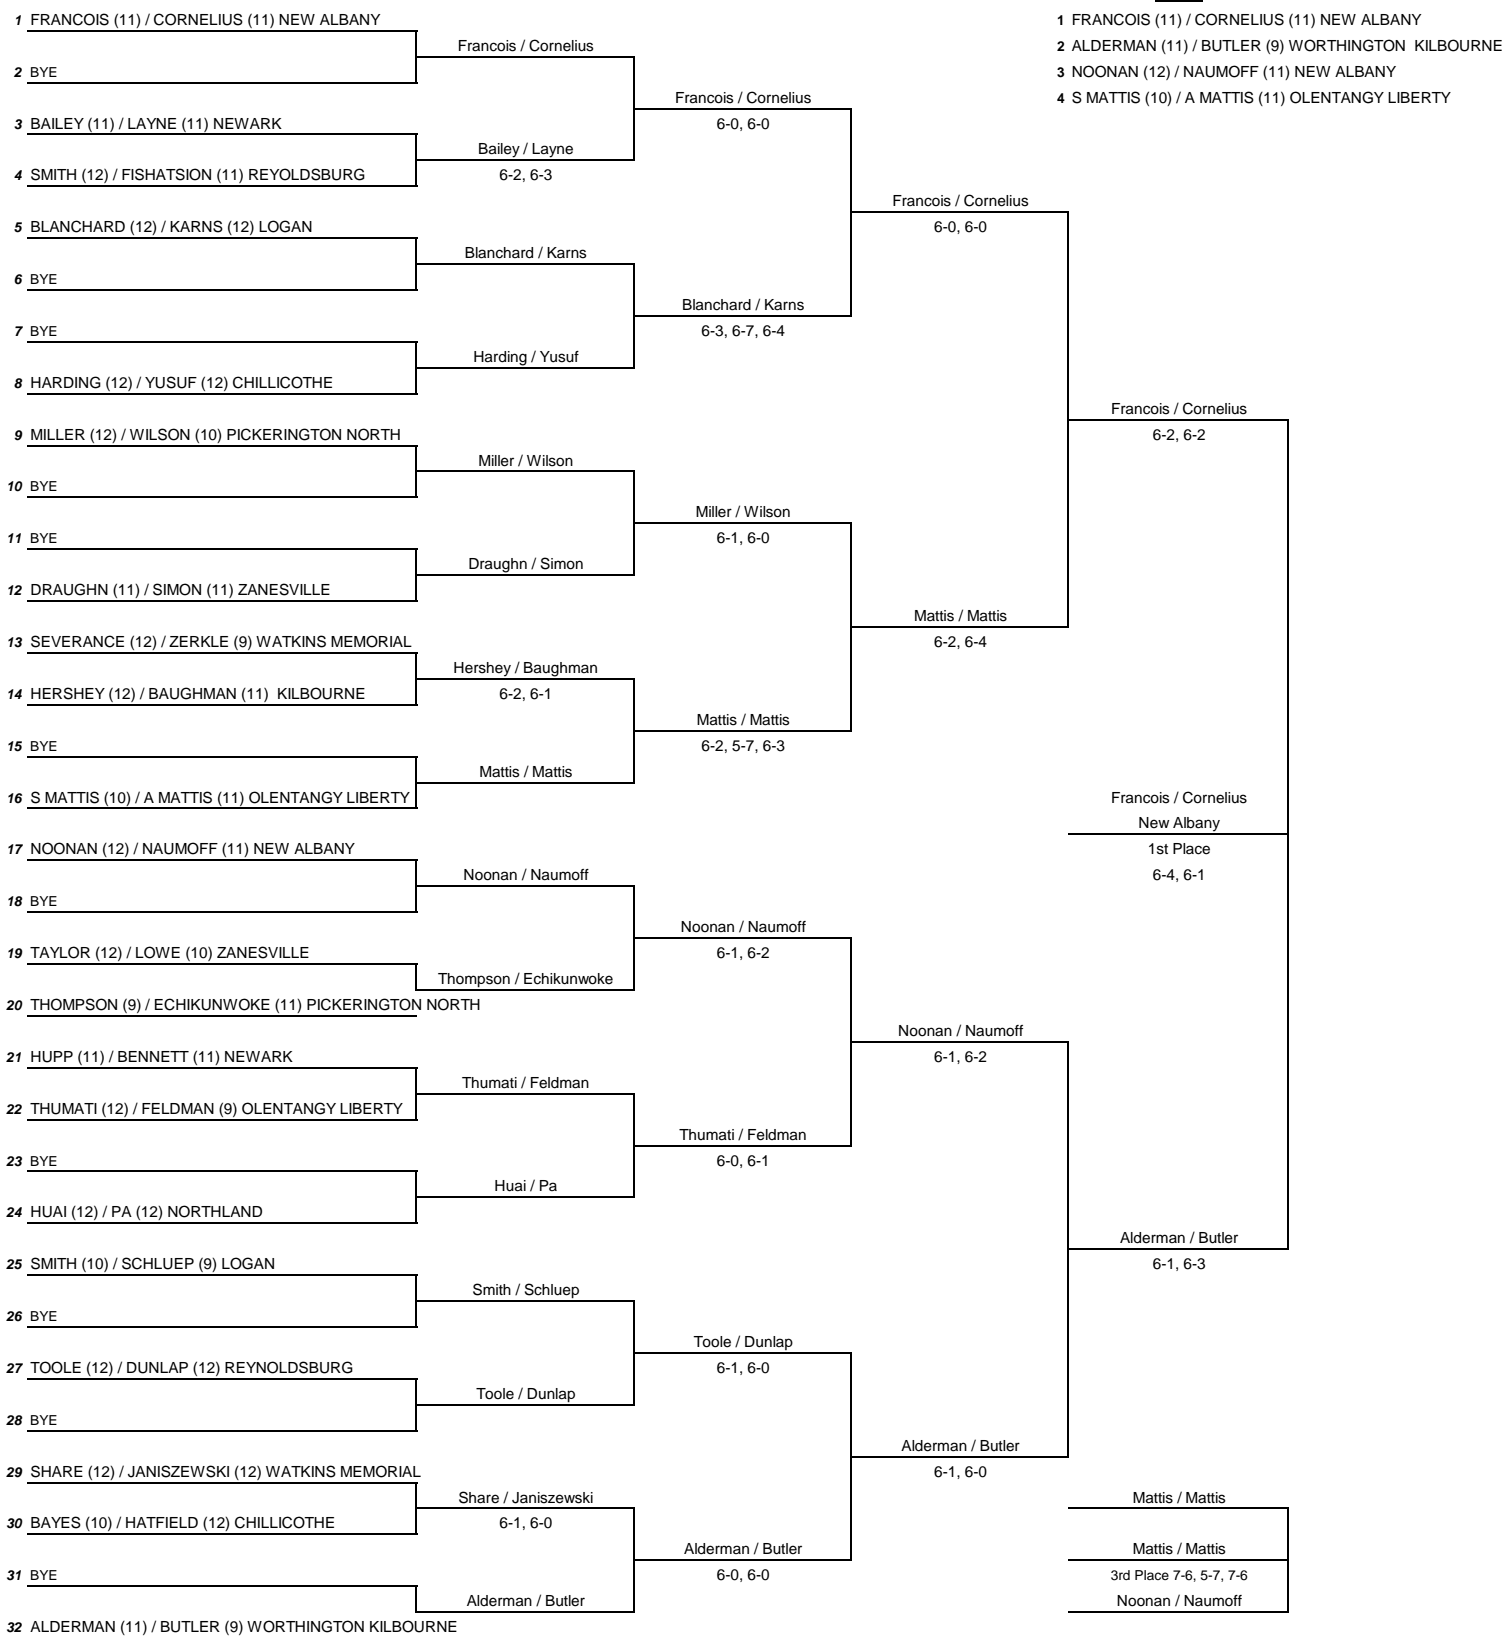 1 FRANCOIS (11) / CORNELIUS (11) NEW ALBANY
2 BYE
3 BAILEY (11) / LAYNE (11) NEWARK
4 SMITH (12) / FISHATSION (11) REYOLDSBURG
5 BLANCHARD (12) / KARNS (12) LOGAN
6 BYE
7 BYE
8 HARDING (12) / YUSUF (12) CHILLICOTHE
9 MILLER (12) / WILSON (10) PICKERINGTON NORTH
10 BYE
11 BYE
12 DRAUGHN (11) / SIMON (11) ZANESVILLE
13 SEVERANCE (12) / ZERKLE (9) WATKINS MEMORIAL
14 HERSHEY (12) / BAUGHMAN (11)  KILBOURNE
15 BYE
16 S MATTIS (10) / A MATTIS (11) OLENTANGY LIBERTY
17 NOONAN (12) / NAUMOFF (11) NEW ALBANY
18 BYE
19 TAYLOR (12) / LOWE (10) ZANESVILLE
20 THOMPSON (9) / ECHIKUNWOKE (11) PICKERINGTON NORTH
21 HUPP (11) / BENNETT (11) NEWARK
22 THUMATI (12) / FELDMAN (9) OLENTANGY LIBERTY
23 BYE
24 HUAI (12) / PA (12) NORTHLAND
25 SMITH (10) / SCHLUEP (9) LOGAN
26 BYE
27 TOOLE (12) / DUNLAP (12) REYNOLDSBURG
28 BYE
29 SHARE (12) / JANISZEWSKI (12) WATKINS MEMORIAL
30 BAYES (10) / HATFIELD (12) CHILLICOTHE
31 BYE
32 ALDERMAN (11) / BUTLER (9) WORTHINGTON KILBOURNE
Francois / Cornelius
Bailey / Layne
6-2, 6-3
Blanchard / Karns
Harding / Yusuf
Miller / Wilson
Draughn / Simon
Hershey / Baughman
6-2, 6-1
Mattis / Mattis
Noonan / Naumoff
Thompson / Echikunwoke
Thumati / Feldman
Huai / Pa
Smith / Schluep
Toole / Dunlap
Share / Janiszewski
6-1, 6-0
Alderman / Butler
Francois / Cornelius
6-0, 6-0
Blanchard / Karns
6-3, 6-7, 6-4
Miller / Wilson
6-1, 6-0
Mattis / Mattis
6-2, 5-7, 6-3
Noonan / Naumoff
6-1, 6-2
Thumati / Feldman
6-0, 6-1
Toole / Dunlap
6-1, 6-0
Alderman / Butler
6-0, 6-0
Francois / Cornelius
6-0, 6-0
Mattis / Mattis
6-2, 6-4
Noonan / Naumoff
6-1, 6-2
Alderman / Butler
6-1, 6-0
Francois / Cornelius
6-2, 6-2
Alderman / Butler
6-1, 6-3
Francois / Cornelius
New Albany
1st Place
6-4, 6-1
Mattis / Mattis
Mattis / Mattis
3rd Place 7-6, 5-7, 7-6
Noonan / Naumoff
1 FRANCOIS (11) / CORNELIUS (11) NEW ALBANY
2 ALDERMAN (11) / BUTLER (9) WORTHINGTON  KILBOURNE
3 NOONAN (12) / NAUMOFF (11) NEW ALBANY
4 S MATTIS (10) / A MATTIS (11) OLENTANGY LIBERTY